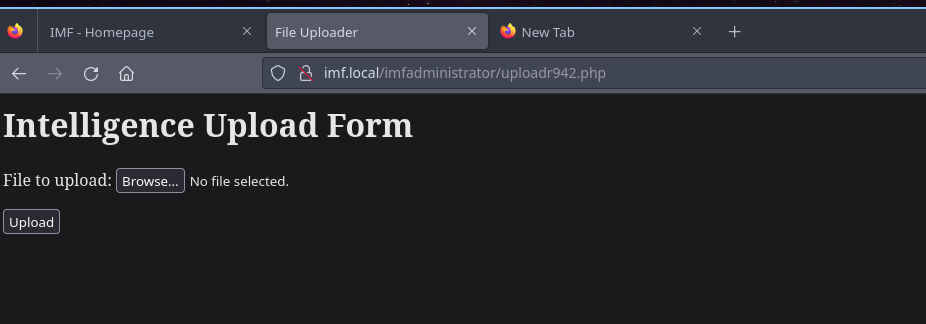 IMF - Homepage
File Uploader
New Tab
imf.local/imfadministrator/uploadr942.php
Intelligence Upload Form
File to upload: Browse... No file selected.
Upload